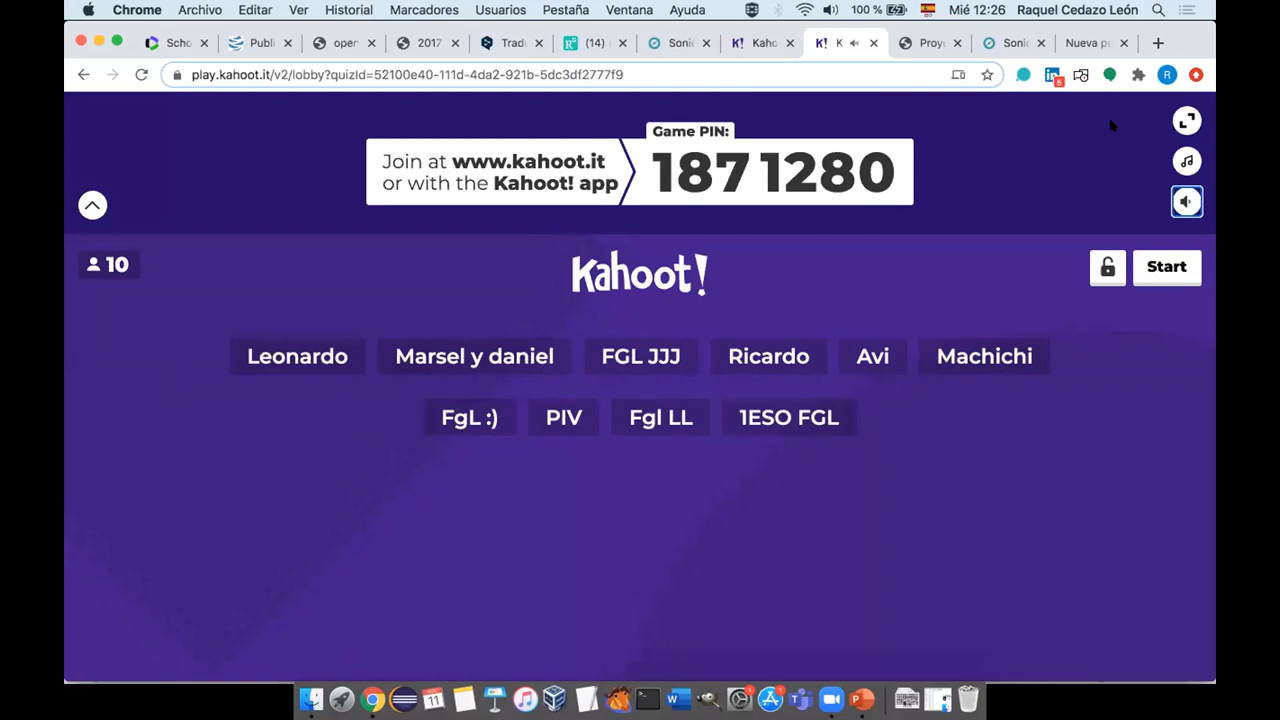 Chrome Archivo Editar Ver Historial Marcadores Usuarios Pestaña Ventana Ayuda 100 % Mié 12:26 Raquel Cedazo León
Scho Publi oper 2017 Tradu (14) Sonic Kaho K Proy Sonic Nueva pe
play.kahoot.it/v2/lobby?quizId=52100e40-111d-4da2-921b-5dc3df2777f9
Game PIN:
Join at www.kahoot.it
or with the Kahoot! app
187 1280
10
Kahoot!
Start
Leonardo Marsel y daniel FGL JJJ Ricardo Avi Machichi
FgL :) PIV Fgl LL 1ESO FGL